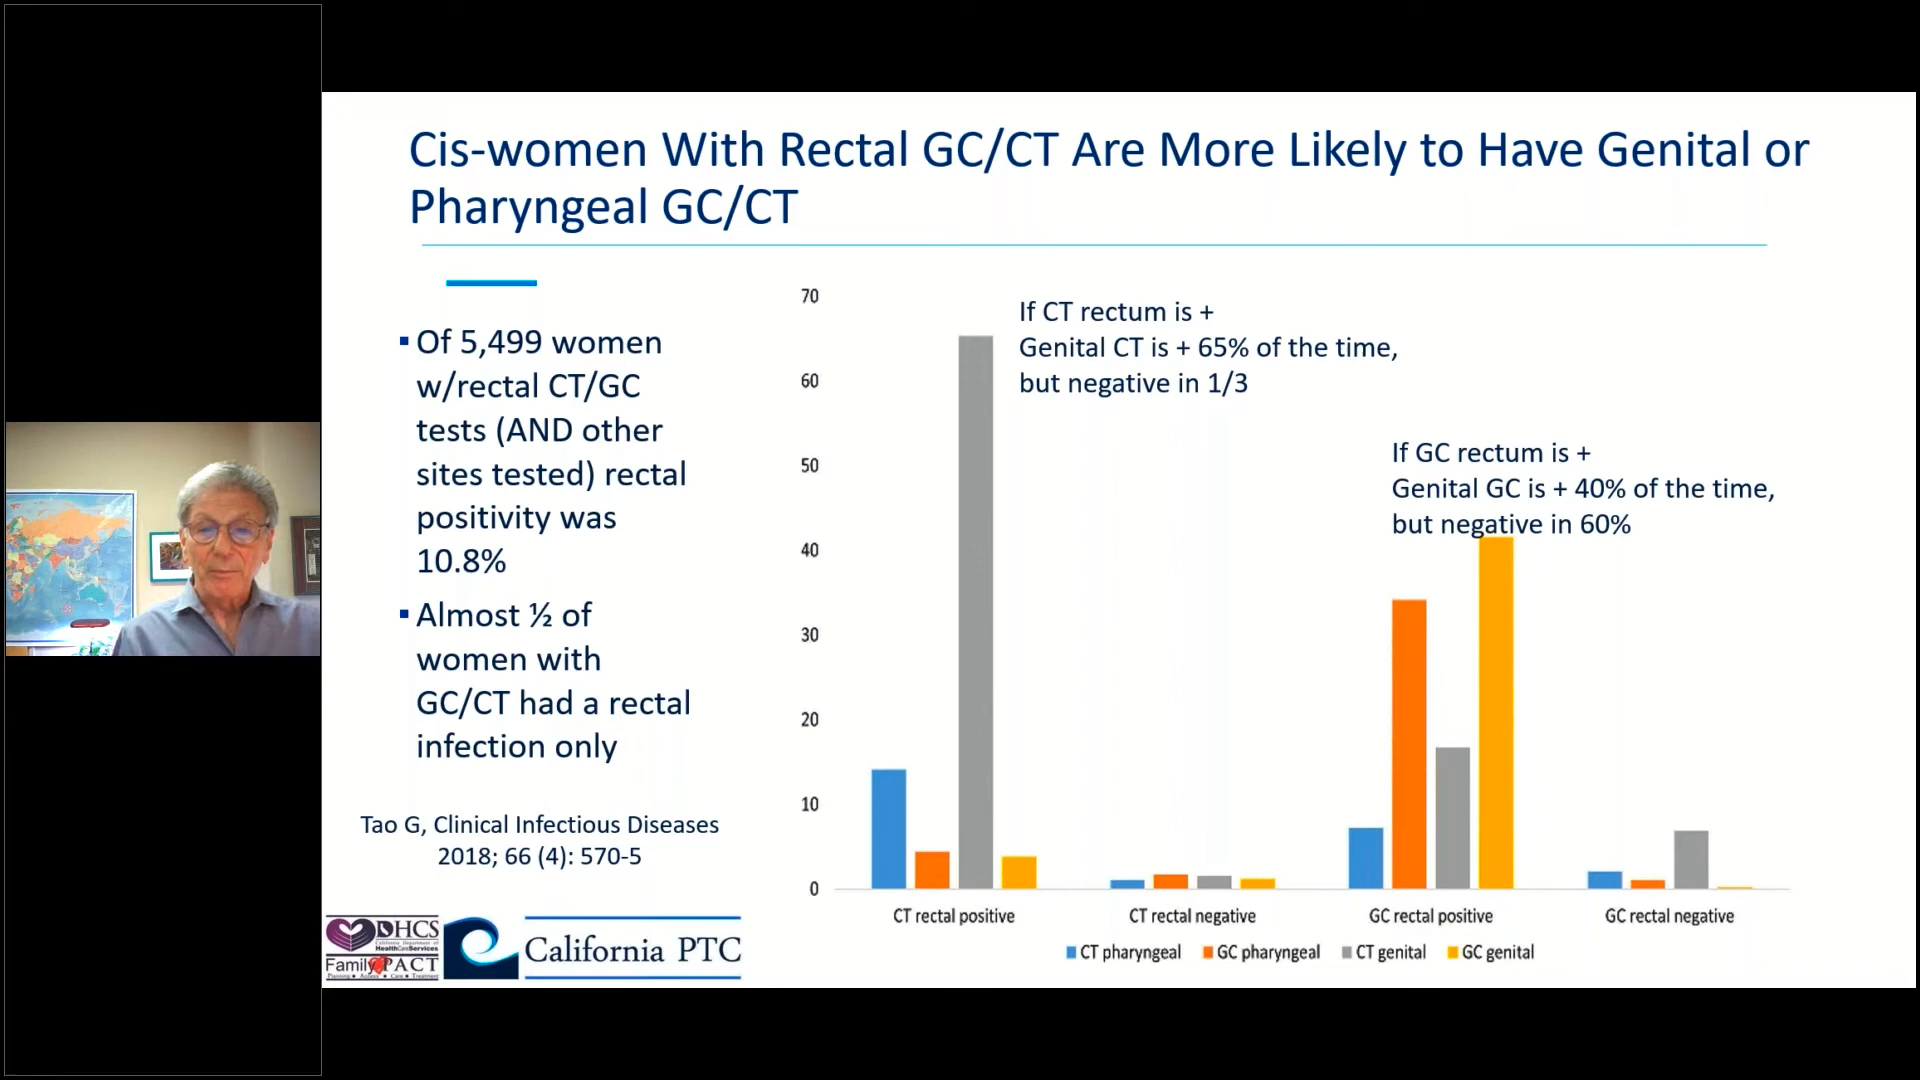 Cis-women With Rectal GC/CT Are More Likely to Have Genital or
Pharyngeal GC/CT
▪ Of 5,499 women
w/rectal CT/GC
tests (AND other
sites tested) rectal
positivity was
10.8%
▪ Almost ½ of
women with
GC/CT had a rectal
infection only
Tao G, Clinical Infectious Diseases
2018; 66 (4): 570-5
DHCS
California Department of
HealthCareServices
Family PACT
Planning • Access • Care • Treatment
California PTC
70
60
50
40
30
20
10
0
If CT rectum is +
Genital CT is + 65% of the time,
but negative in 1/3
If GC rectum is +
Genital GC is + 40% of the time,
but negative in 60%
CT rectal positive
CT rectal negative
GC rectal positive
GC rectal negative
CT pharyngeal
GC pharyngeal
CT genital
GC genital